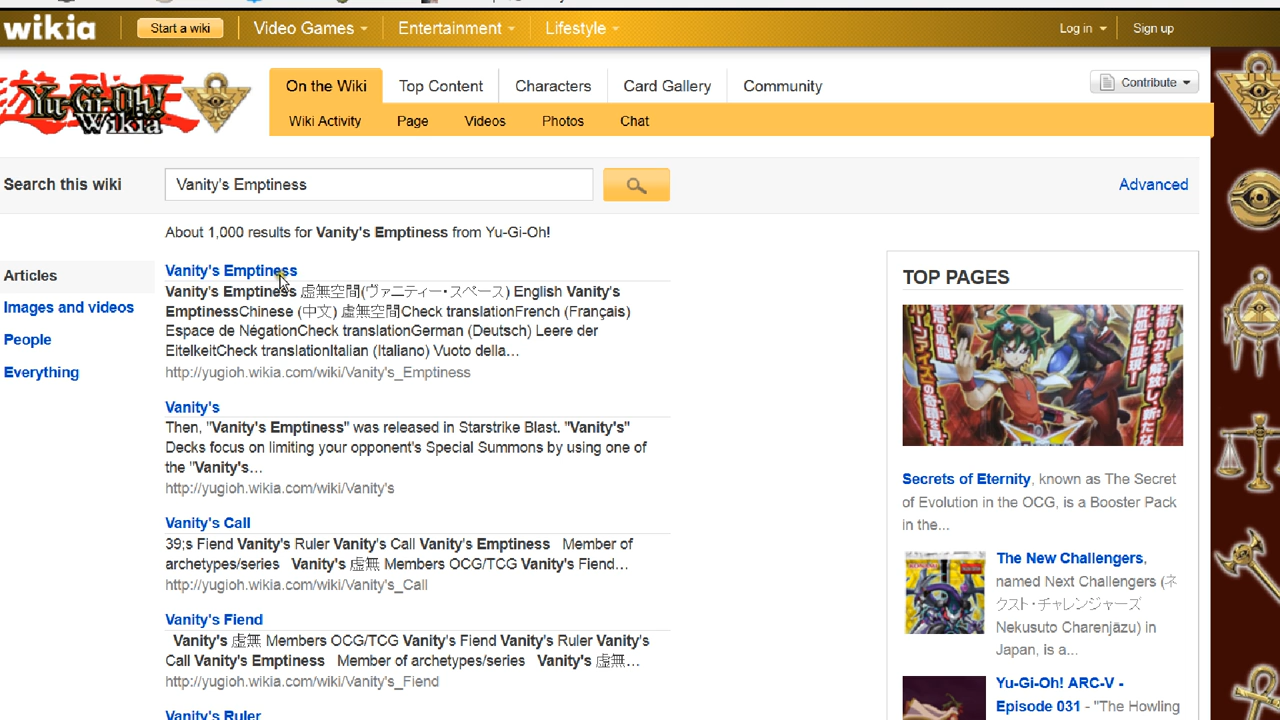 wikia
Start a wiki
Video Games
Entertainment
Lifestyle
Log in
Sign up
Yu-Gi-Oh!
Wikia
On the Wiki
Top Content
Characters
Card Gallery
Community
Contribute
Wiki Activity
Page
Videos
Photos
Chat
Search this wiki
Vanity's Emptiness
Advanced
About 1,000 results for Vanity's Emptiness from Yu-Gi-Oh!
Articles
Images and videos
People
Everything
Vanity's Emptiness
Vanity's Emptiness 虚無空間(ヴァニティー・スペース) English Vanity's
EmptinessChinese (中文) 虛無空間Check translationFrench (Français)
Espace de NégationCheck translationGerman (Deutsch) Leere der
EitelkeitCheck translationItalian (Italiano) Vuoto della...
http://yugioh.wikia.com/wiki/Vanity's_Emptiness
Vanity's
Then, "Vanity's Emptiness" was released in Starstrike Blast. "Vanity's"
Decks focus on limiting your opponent's Special Summons by using one of
the "Vanity's...
http://yugioh.wikia.com/wiki/Vanity's
Vanity's Call
39;s Fiend Vanity's Ruler Vanity's Call Vanity's Emptiness Member of
archetypes/series Vanity's 虚無 Members OCG/TCG Vanity's Fiend...
http://yugioh.wikia.com/wiki/Vanity's_Call
Vanity's Fiend
Vanity's 虚無 Members OCG/TCG Vanity's Fiend Vanity's Ruler Vanity's
Call Vanity's Emptiness Member of archetypes/series Vanity's 虚無...
http://yugioh.wikia.com/wiki/Vanity's_Fiend
Vanity's Ruler
TOP PAGES
Secrets of Eternity, known as The Secret
of Evolution in the OCG, is a Booster Pack
in the...
The New Challengers,
named Next Challengers (ネ
クスト・チャレンジャーズ
Nekusuto Charenjāzu) in
Japan, is a...
Yu-Gi-Oh! ARC-V -
Episode 031 - "The Howling